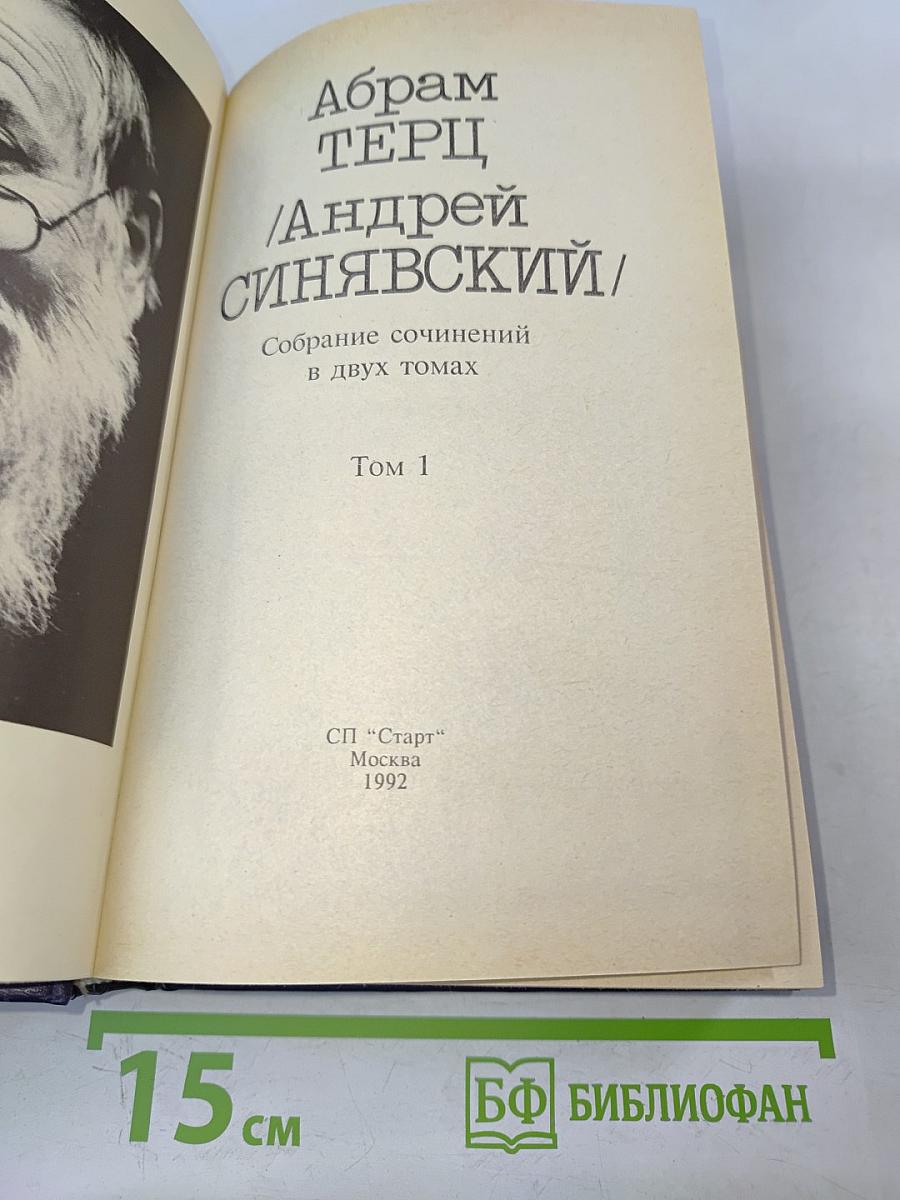 Абрам
ТЕРЦ
/Андрей
СИНЯВСКИЙ/
Собрание сочинений
в двух томах
Том 1
СП “Старт“
Москва
1992
15 см
БФ БИБЛИОФАН